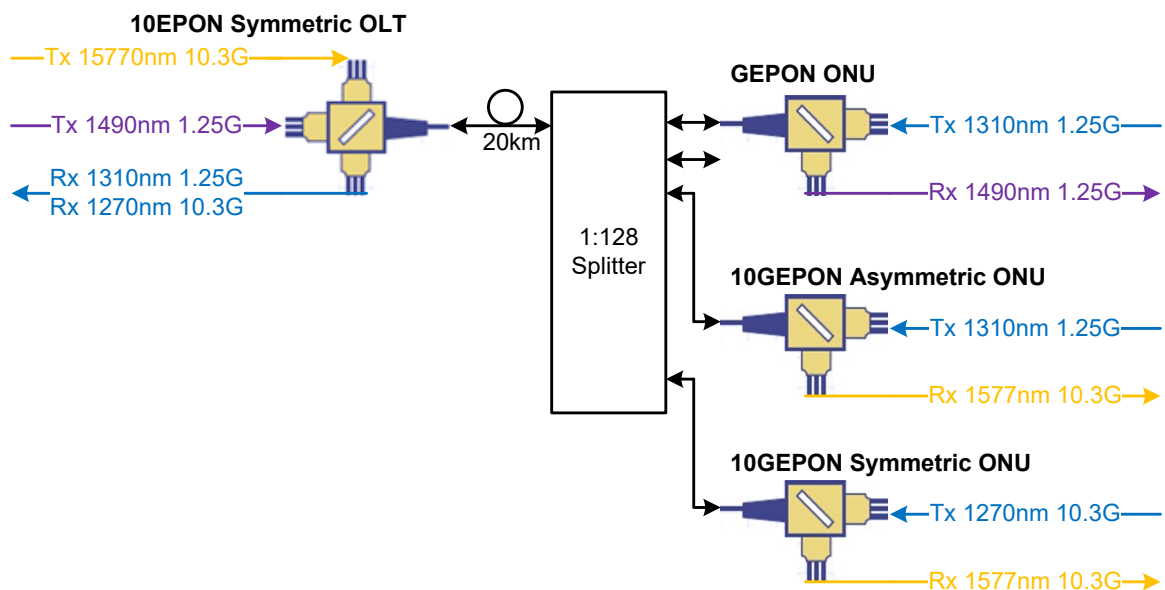 10EPON Symmetric OLT
Tx 15770nm 10.3G
Tx 1490nm 1.25G
Rx 1310nm 1.25G
Rx 1270nm 10.3G
20km
1:128
Splitter
GEPON ONU
Tx 1310nm 1.25G
Rx 1490nm 1.25G
10GEPON Asymmetric ONU
Tx 1310nm 1.25G
Rx 1577nm 10.3G
10GEPON Symmetric ONU
Tx 1270nm 10.3G
Rx 1577nm 10.3G